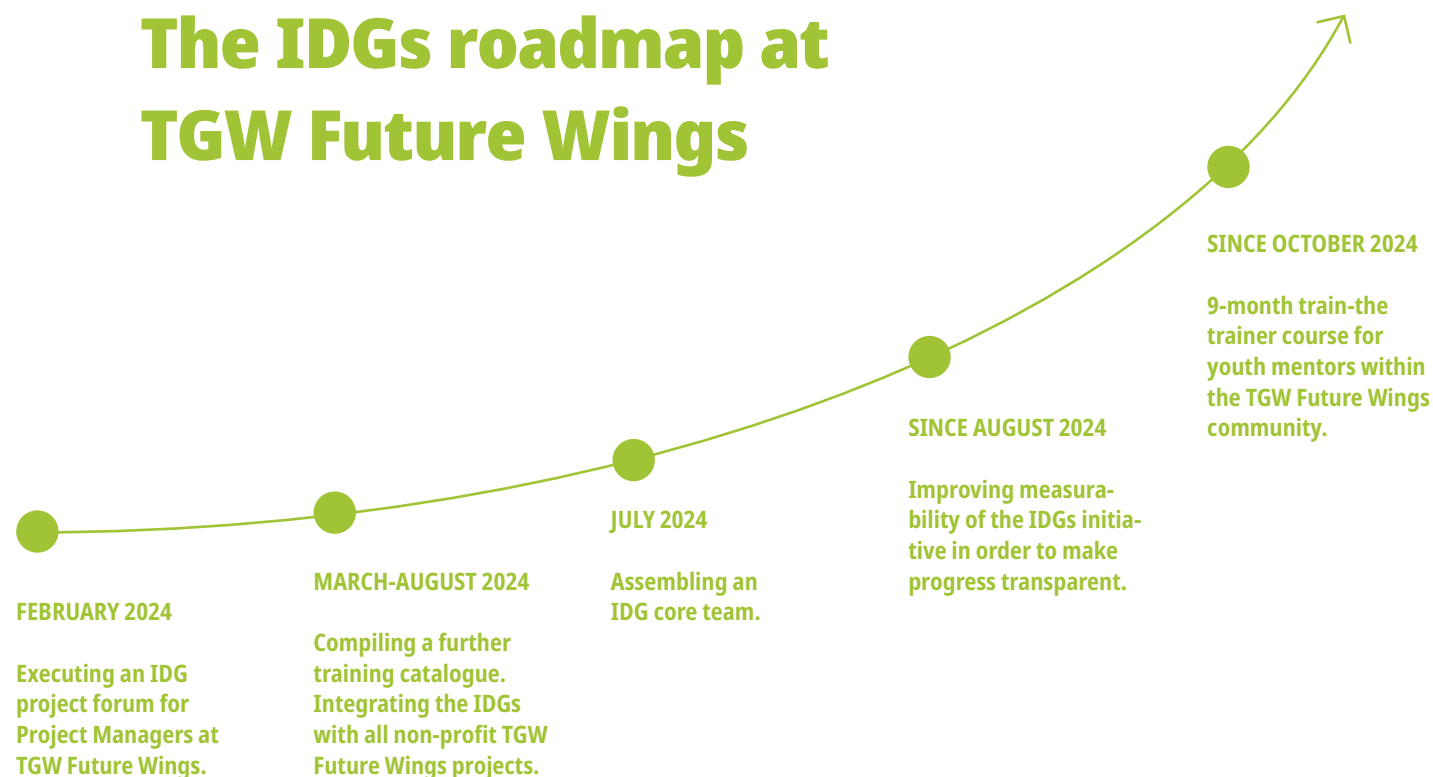 The IDGs roadmap at
TGW Future Wings
FEBRUARY 2024
Executing an IDG
project forum for
Project Managers at
TGW Future Wings.
MARCH-AUGUST 2024
Compiling a further
training catalogue.
Integrating the IDGs
with all non-profit TGW
Future Wings projects.
JULY 2024
Assembling an
IDG core team.
SINCE AUGUST 2024
Improving measura-
bility of the IDGs initia-
tive in order to make
progress transparent.
SINCE OCTOBER 2024
9-month train-the
trainer course for
youth mentors within
the TGW Future Wings
community.